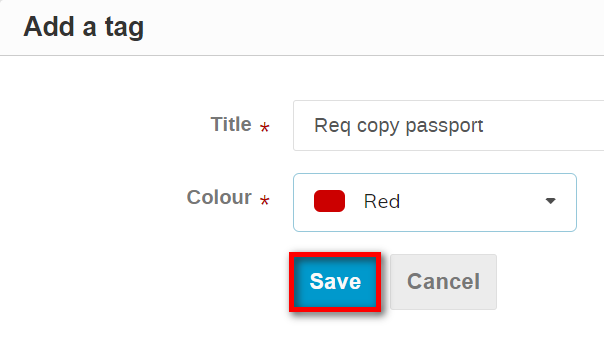 Add a tag
Title *
Req copy passport
Colour *
Red
Save
Cancel